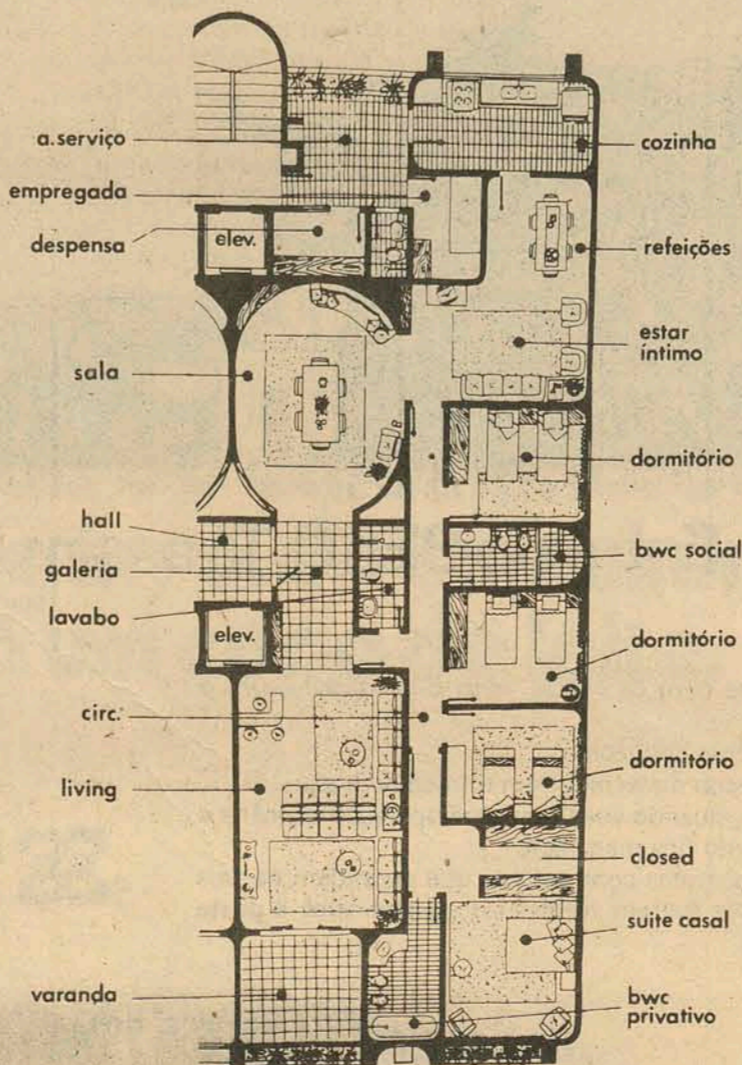 a.serviço
empregada
despensa
elev.
sala
hall
galeria
lavabo
elev.
circ.
living
varanda
cozinha
refeições
estar
íntimo
dormitório
bwc social
dormitório
dormitório
closed
suite casal
bwc
privativo